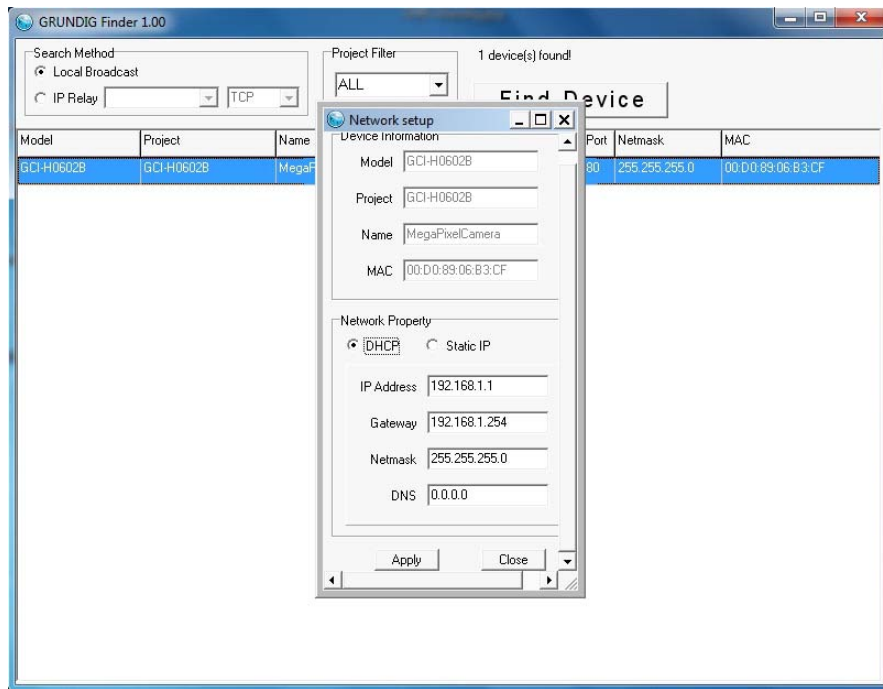 GRUNDIG Finder 1.00
Search Method
Local Broadcast
IP Relay TCP
Project Filter
ALL
1 device(s) found!
Find Device
Model Project Name Port Netmask MAC
GCI-H0602B GCI-H0602B 80 255.255.255.0 00:D0:89:06:B3:CF
Network setup
Device Information
Model GCI-H0602B
Project GCI-H0602B
Name MegaPixelCamera
MAC 00:D0:89:06:B3:CF
Network Property
DHCP Static IP
IP Address 192.168.1.1
Gateway 192.168.1.254
Netmask 255.255.255.0
DNS 0.0.0.0
Apply Close